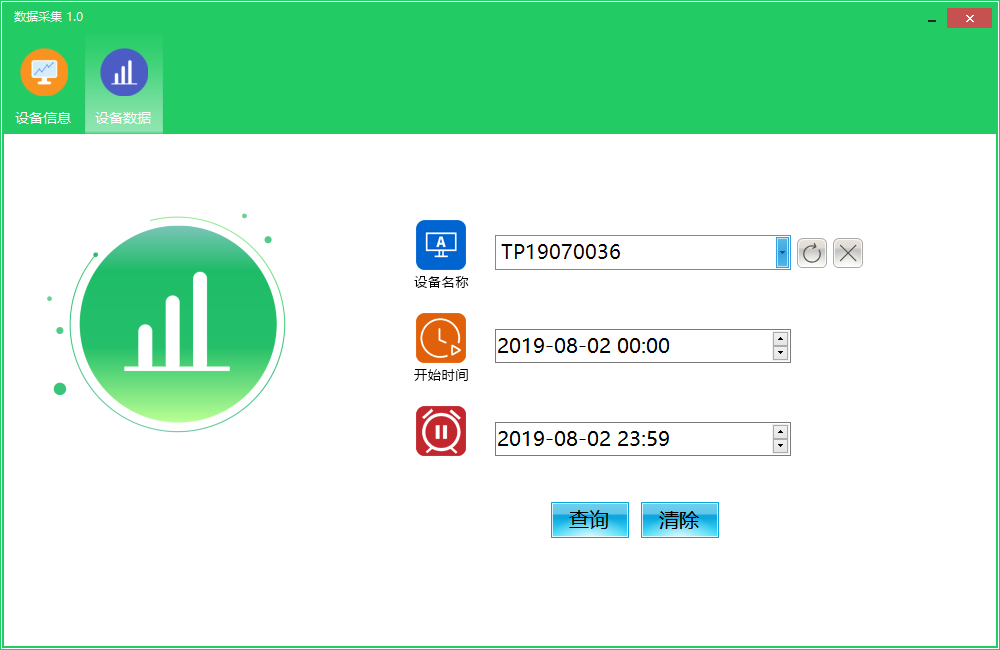 数据采集 1.0
设备信息
设备数据
A
TP19070036
设备名称
2019-08-02 00:00
开始时间
2019-08-02 23:59
查询
清除